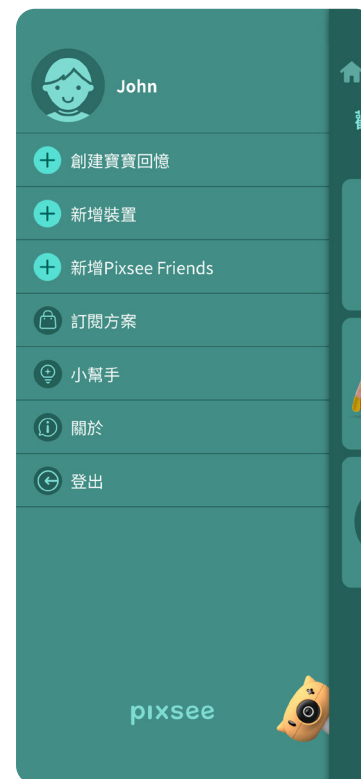 John
創建寶寶回憶
新增裝置
新增Pixsee Friends
訂閱方案
小幫手
關於
登出
pixsee